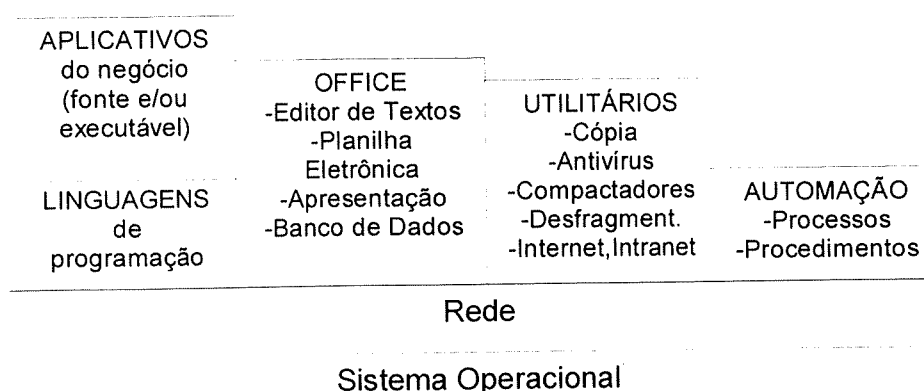 APLICATIVOS
do negócio
(fonte e/ou
executável)
LINGUAGENS
de
programação
OFFICE
-Editor de Textos
-Planilha
Eletrônica
-Apresentação
-Banco de Dados
UTILITÁRIOS
-Cópia
-Antivírus
-Compactadores
-Desfragment.
-Internet,Intranet
AUTOMAÇÃO
-Processos
-Procedimentos
Rede
Sistema Operacional